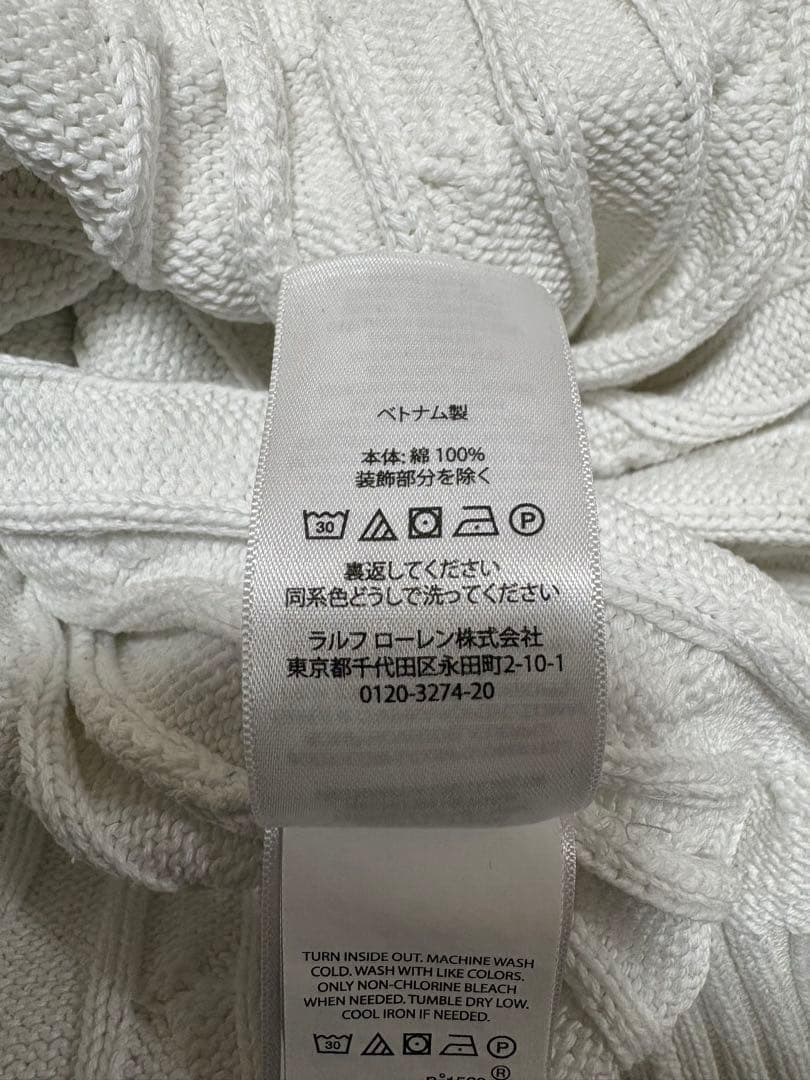 ベトナム製
本体: 綿 100%
装飾部分を除く
30 P
裏返してください
同系色どうしで洗ってください
ラルフ ローレン株式会社
東京都千代田区永田町2-10-1
0120-3274-20
TURN INSIDE OUT. MACHINE WASH
COLD. WASH WITH LIKE COLORS.
ONLY NON-CHLORINE BLEACH
WHEN NEEDED. TUMBLE DRY LOW.
COOL IRON IF NEEDED.
30 P
®